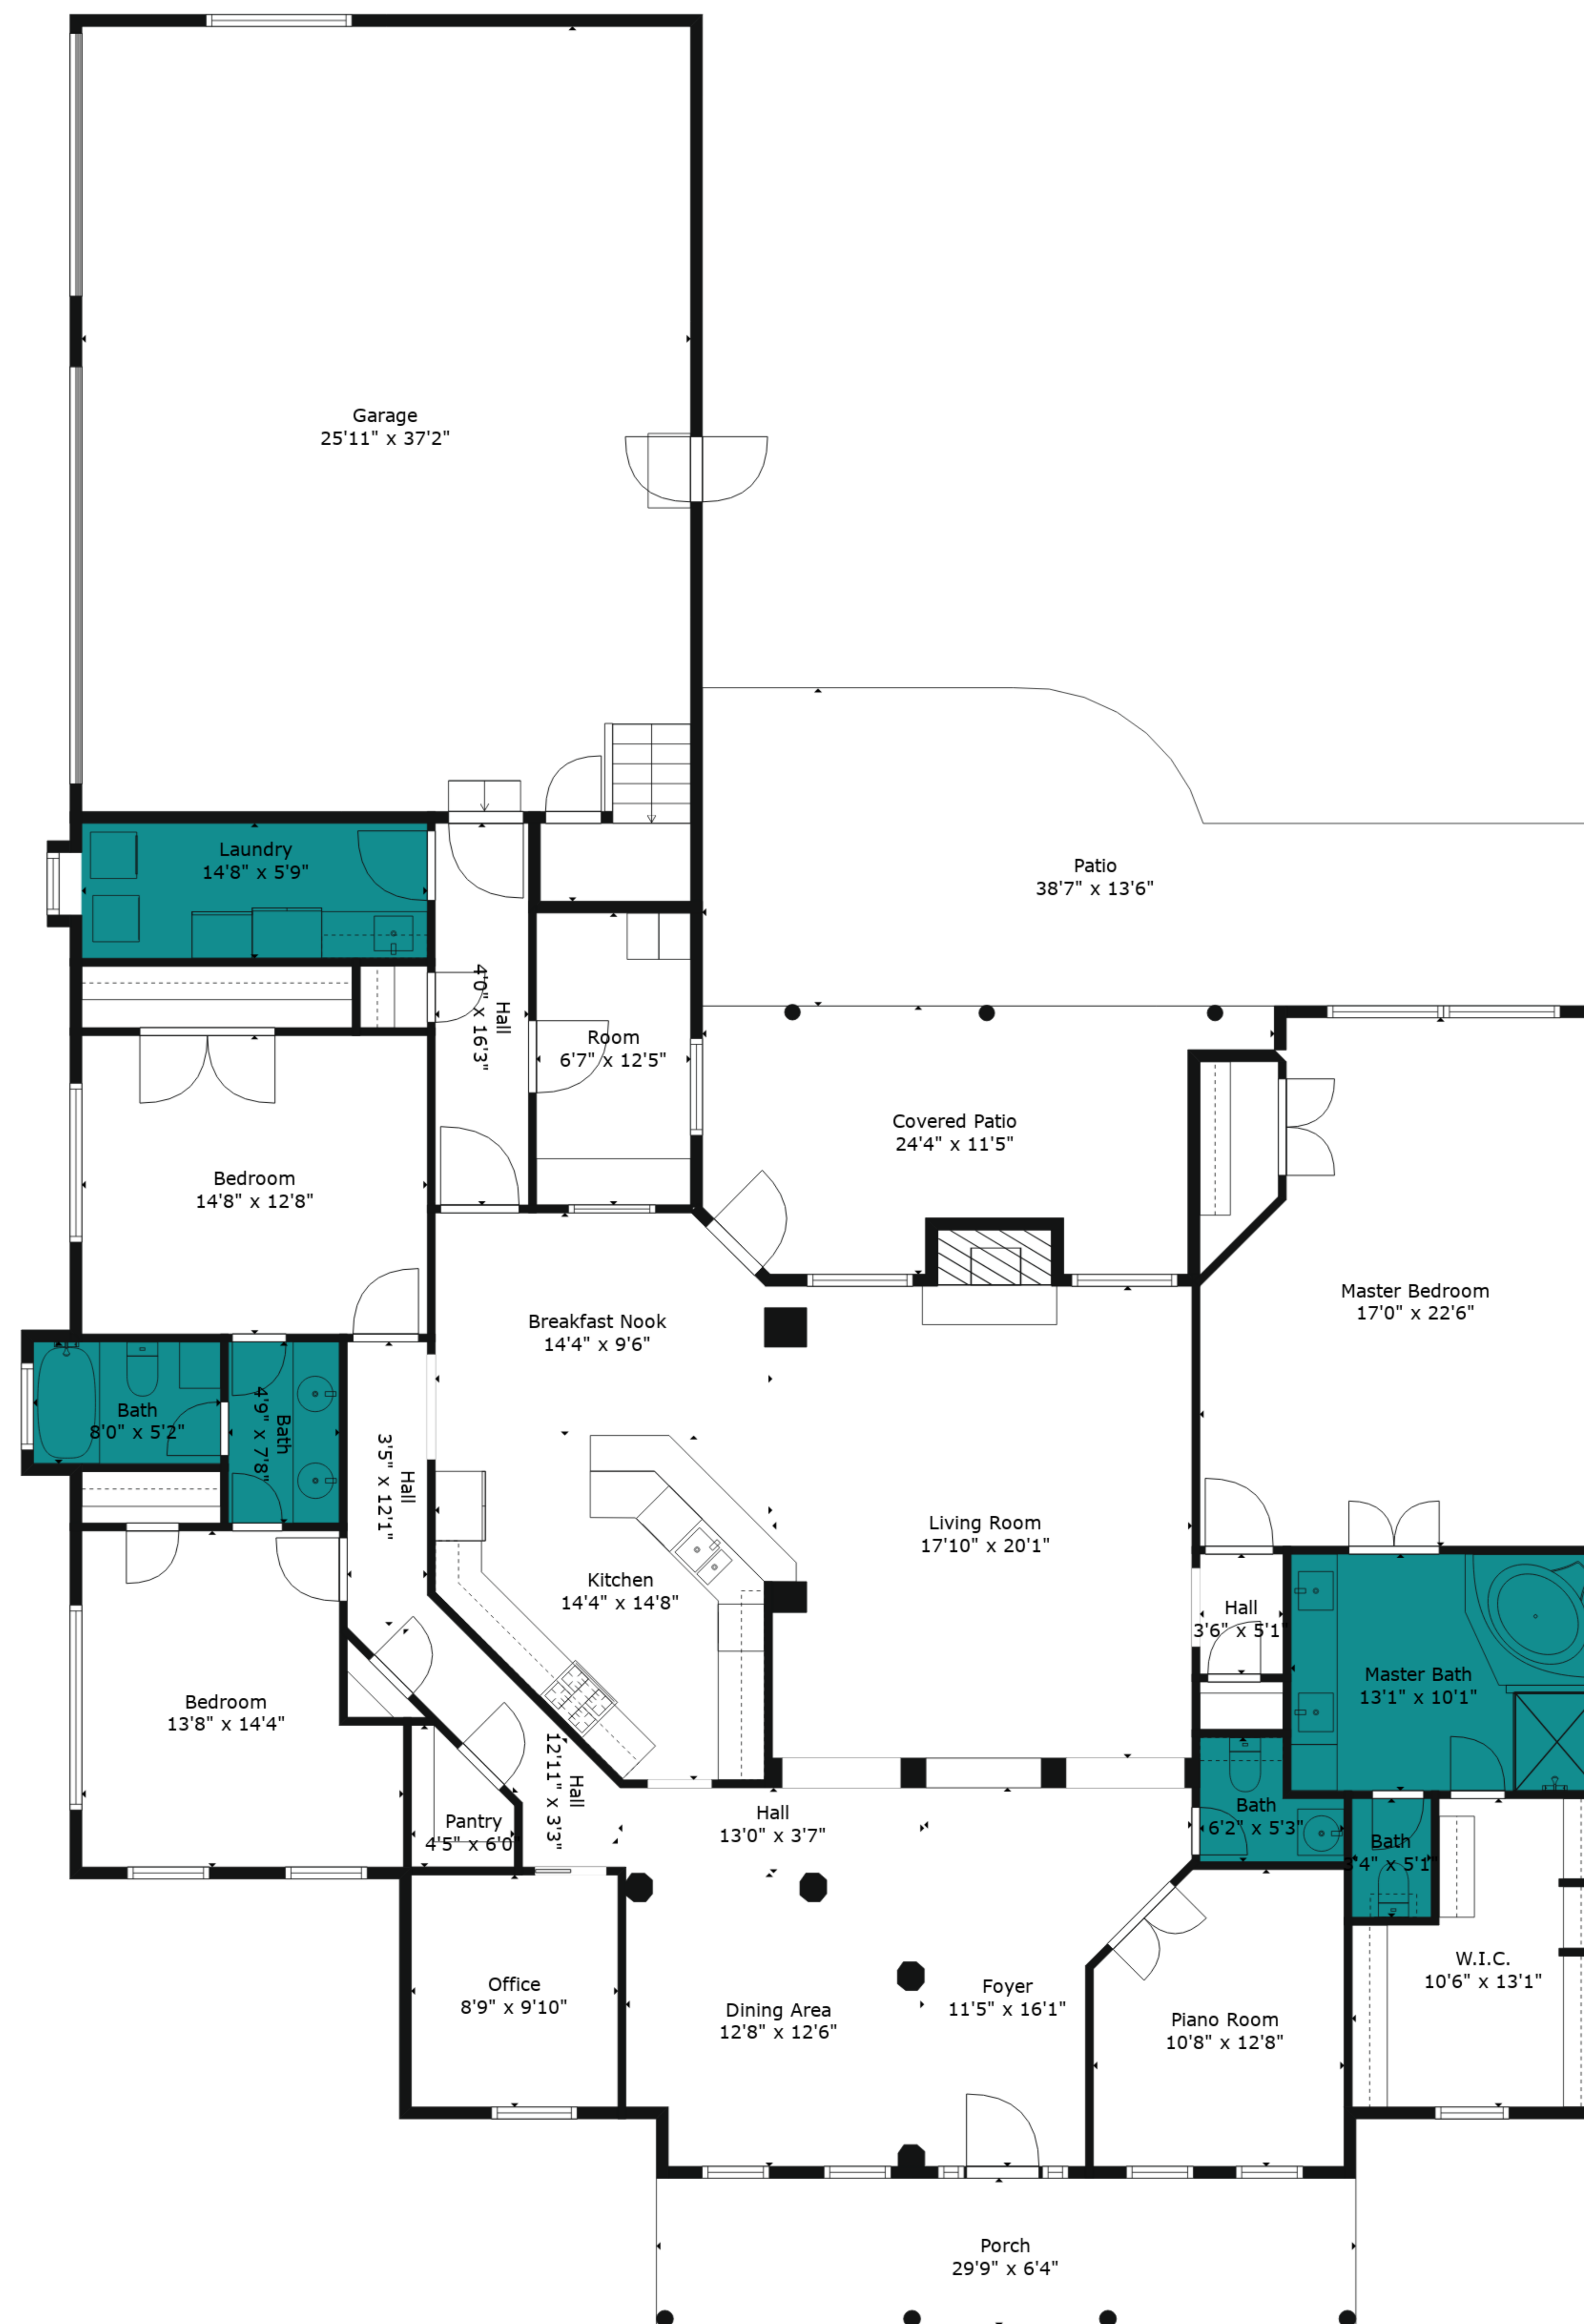 Garage
25'11" x 37'2"
Laundry
14'8" x 5'9"
Patio
38'7" x 13'6"
Hall
4'0" x 16'3"
Room
6'7" x 12'5"
Covered Patio
24'4" x 11'5"
Bedroom
14'8" x 12'8"
Master Bedroom
17'0" x 22'6"
Breakfast Nook
14'4" x 9'6"
Bath
8'0" x 5'2"
Bath
4'9" x 7'8"
Hall
3'5" x 12'1"
Living Room
17'10" x 20'1"
Kitchen
14'4" x 14'8"
Hall
3'6" x 5'1"
Master Bath
13'1" x 10'1"
Bedroom
13'8" x 14'4"
Hall
12'11" x 3'3"
Pantry
4'5" x 6'0"
Hall
13'0" x 3'7"
Bath
6'2" x 5'3"
Bath
3'4" x 5'1"
W.I.C.
10'6" x 13'1"
Office
8'9" x 9'10"
Dining Area
12'8" x 12'6"
Foyer
11'5" x 16'1"
Piano Room
10'8" x 12'8"
Porch
29'9" x 6'4"